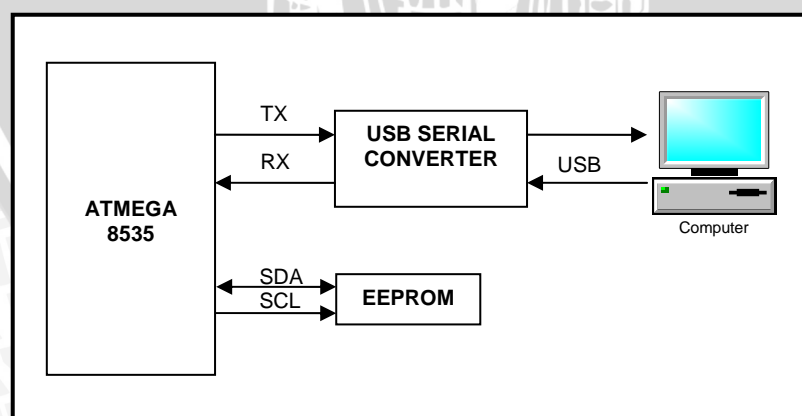 TX
USB SERIAL
CONVERTER
RX
USB
ATMEGA
8535
Computer
SDA
SCL
EEPROM